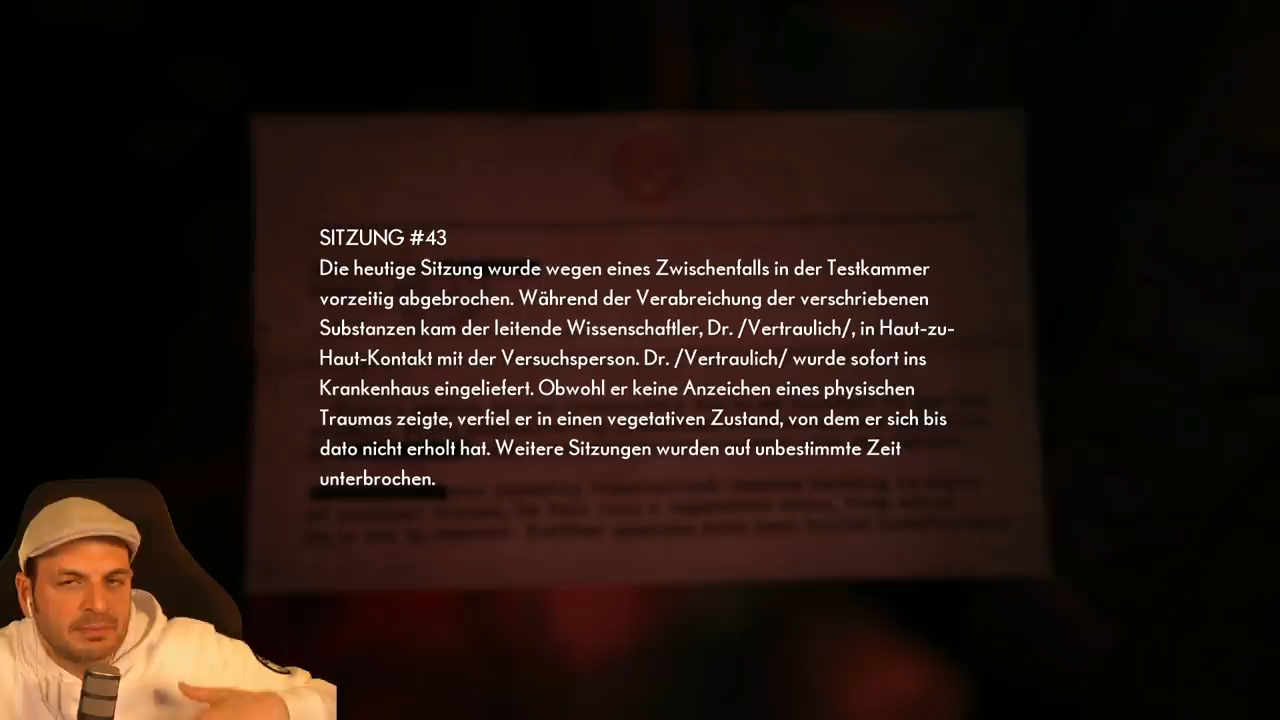 SITZUNG #43
Die heutige Sitzung wurde wegen eines Zwischenfalls in der Testkammer
vorzeitig abgebrochen. Während der Verabreichung der verschriebenen
Substanzen kam der leitende Wissenschaftler, Dr. /Vertraulich/, in Haut-zu-
Haut-Kontakt mit der Versuchsperson. Dr. /Vertraulich/ wurde sofort ins
Krankenhaus eingeliefert. Obwohl er keine Anzeichen eines physischen
Traumas zeigte, verfiel er in einen vegetativen Zustand, von dem er sich bis
dato nicht erholt hat. Weitere Sitzungen wurden auf unbestimmte Zeit
unterbrochen.